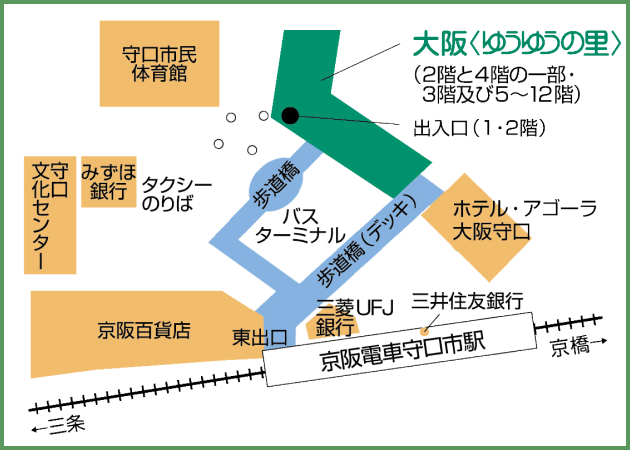 大阪〈ゆうゆうの里〉
（2階と4階の一部・
3階及び5～12階）
出入口（1・2階）
守口市民
体育館
守口
文化センター
みずほ
銀行
タクシー
のりば
歩道橋
バス
ターミナル
歩道橋（デッキ）
ホテル・アゴーラ
大阪守口
京阪百貨店
東出口
三菱UFJ
銀行
三井住友銀行
京阪電車守口市駅
京橋→
←三条